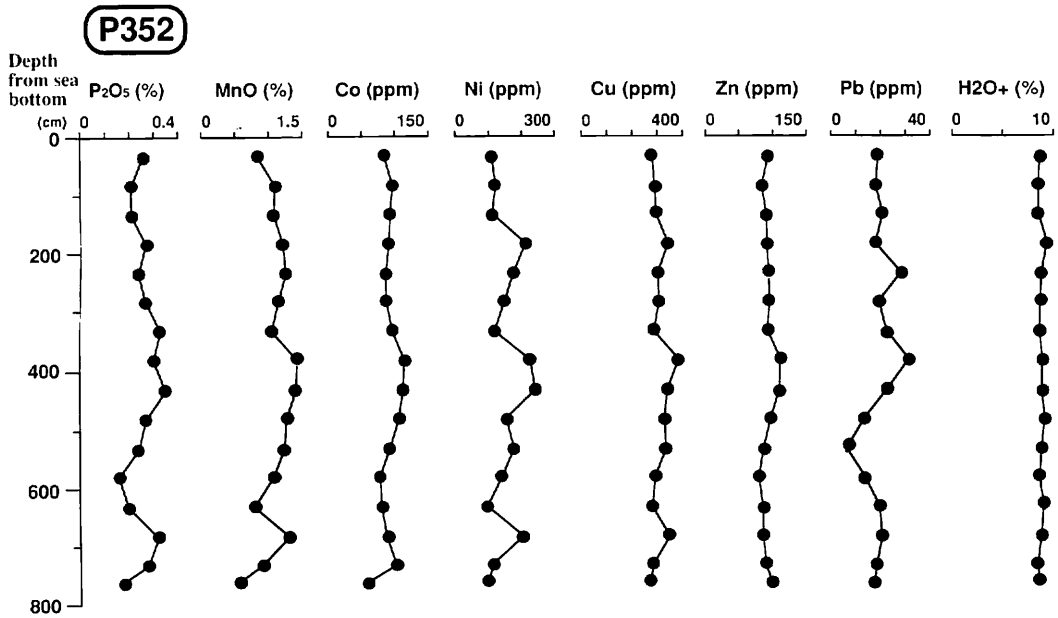 P352
Depth
from sea
bottom
(cm)
P2O5 (%) MnO (%) Co (ppm) Ni (ppm) Cu (ppm) Zn (ppm) Pb (ppm) H2O+ (%)
0 0.4 0 1.5 0 150 0 300 0 400 0 150 0 40 0 10
0
200
400
600
800